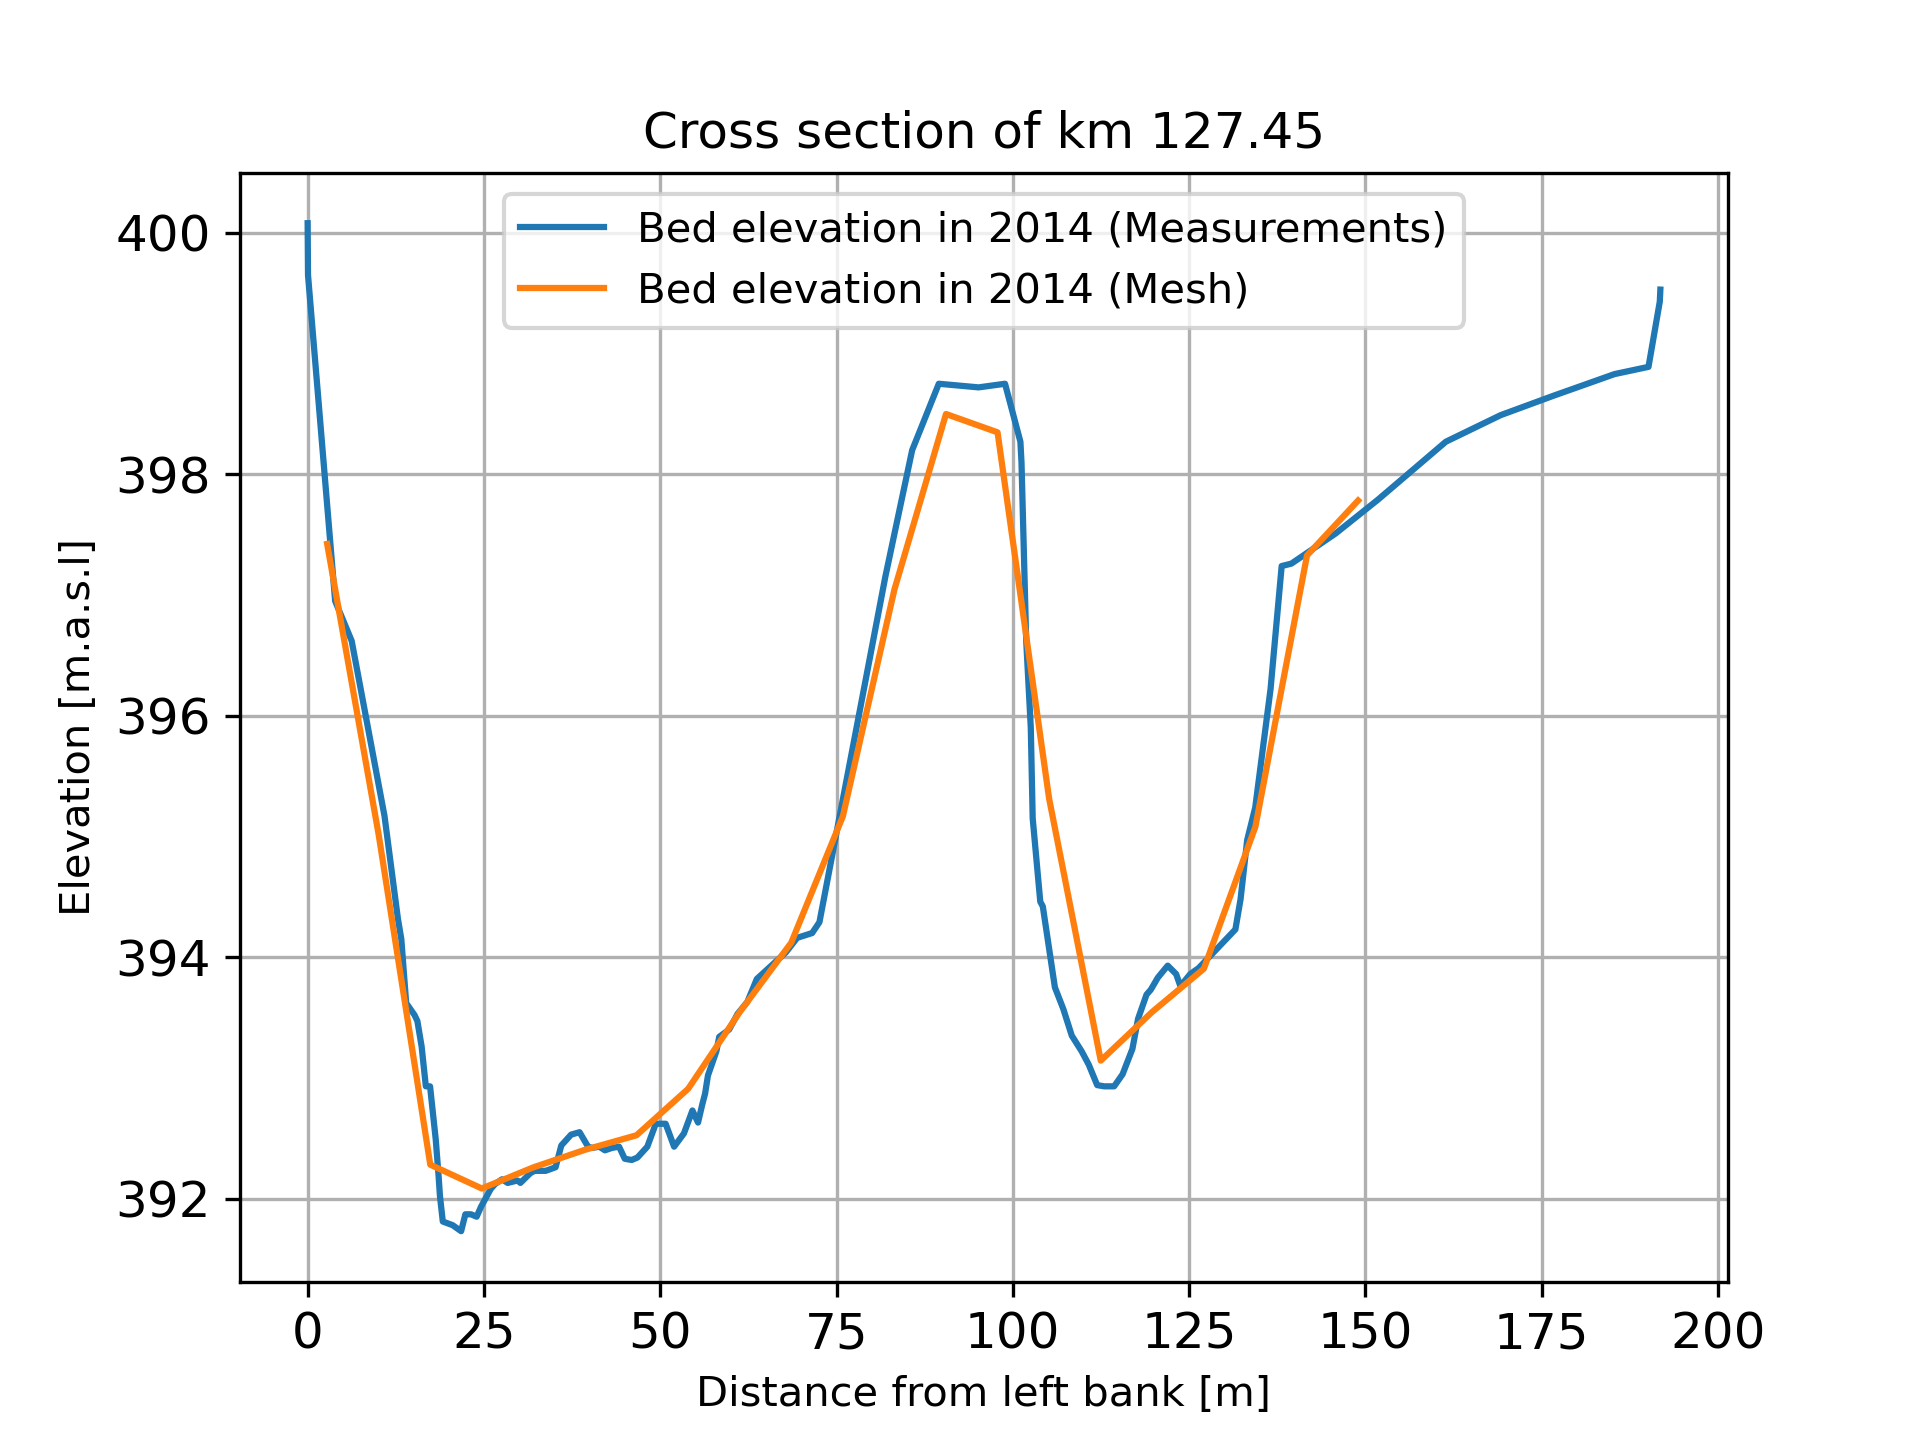 Cross section of km 127.45
Bed elevation in 2014 (Measurements)
Bed elevation in 2014 (Mesh)
Elevation [m.a.s.l]
400
398
396
394
392
0 25 50 75 100 125 150 175 200
Distance from left bank [m]